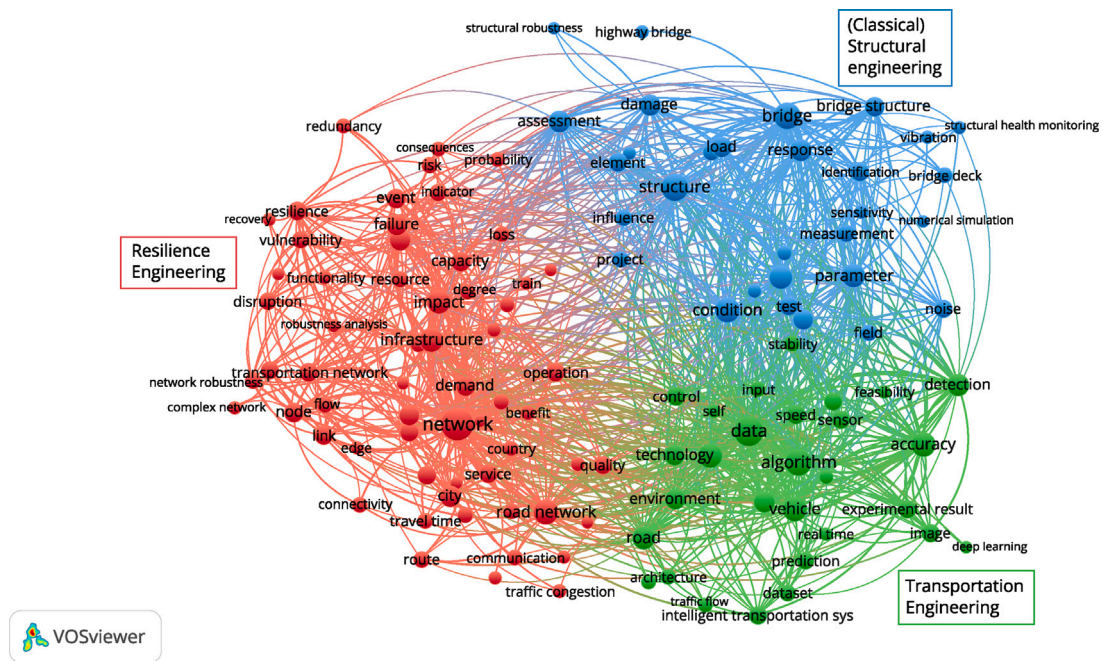 structural robustness
highway bridge
(Classical)
Structural
engineering
damage
bridge
bridge structure
assessment
redundancy
structural health monitoring
vibration
consequences
risk
probability
element
load
response
identification
bridge deck
structure
event
indicator
resilience
recovery
failure
influence
sensitivity
numerical simulation
measurement
vulnerability
loss
Resilience
Engineering
capacity
project
functionality
resource
degree
train
parameter
disruption
impact
condition
test
noise
robustness analysis
infrastructure
field
stability
transportation network
network robustness
operation
demand
input
feasibility
detection
control
complex network
node
flow
benefit
self
speed
sensor
network
data
link
edge
country
accuracy
technology
algorithm
quality
service
city
environment
connectivity
road network
vehicle
experimental result
travel time
road
real time
image
deep learning
route
communication
prediction
architecture
traffic congestion
dataset
traffic flow
intelligent transportation sys
Transportation
Engineering
VOSviewer